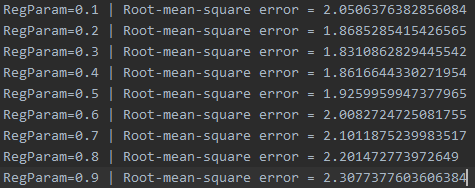 RegParam=0.1 | Root-mean-square error = 2.0506376382856084
RegParam=0.2 | Root-mean-square error = 1.8685285415426565
RegParam=0.3 | Root-mean-square error = 1.8310862829445542
RegParam=0.4 | Root-mean-square error = 1.8616644330271954
RegParam=0.5 | Root-mean-square error = 1.9259959947377965
RegParam=0.6 | Root-mean-square error = 2.0082724725081755
RegParam=0.7 | Root-mean-square error = 2.1011875239983517
RegParam=0.8 | Root-mean-square error = 2.201472773972649
RegParam=0.9 | Root-mean-square error = 2.3077377603606384